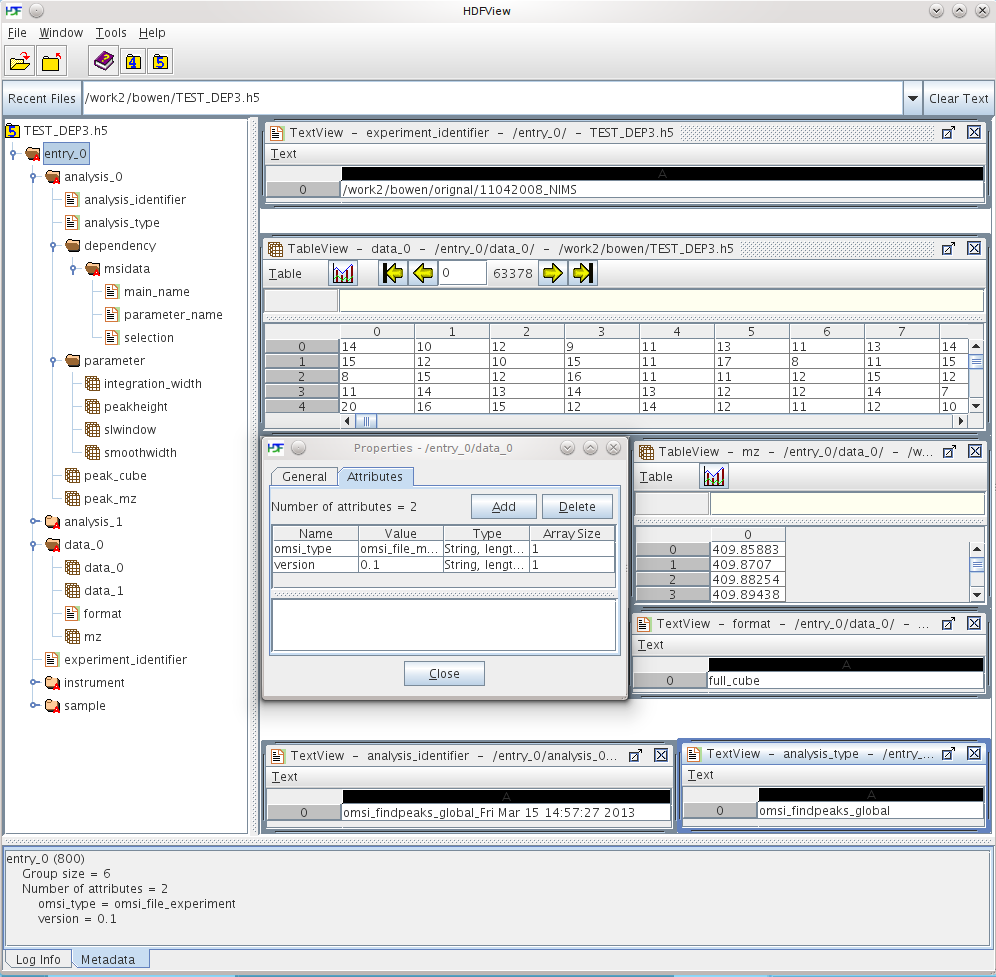 HDF HDFView
File Window Tools Help
4 5
Recent Files /work2/bowen/TEST_DEP3.h5 Clear Text
5 TEST_DEP3.h5
entry_0
analysis_0
analysis_identifier
analysis_type
dependency
msidata
main_name
parameter_name
selection
parameter
integration_width
peakheight
slwindow
smoothwidth
peak_cube
peak_mz
analysis_1
data_0
data_0
data_1
format
mz
experiment_identifier
instrument
sample
TextView - experiment_identifier - /entry_0/ - TEST_DEP3.h5
Text
A
0 /work2/bowen/orignal/11042008_NIMS
TableView - data_0 - /entry_0/data_0/ - /work2/bowen/TEST_DEP3.h5
Table 0 63378
0 1 2 3 4 5 6 7
0 14 10 12 9 11 13 11 13 14
1 15 12 10 15 11 17 8 11 15
2 8 15 12 16 11 11 12 15 12
3 11 14 13 14 13 12 14 14 7
4 20 16 15 12 14 12 11 12 10
HDF Properties - /entry_0/data_0
General Attributes
Number of attributes = 2 Add Delete
Name Value Type Array Size
omsi_type omsi_file_m... String, lengt... 1
version 0.1 String, lengt... 1
Close
TableView - mz - /entry_0/data_0/ - /w...
Table
0
0 409.85883
1 409.8707
2 409.88254
3 409.89438
TextView - format - /entry_0/data_0/ - ...
Text
A
0 full_cube
TextView - analysis_identifier - /entry_0/analysis_0...
Text
A
0 omsi_findpeaks_global_Fri Mar 15 14:57:27 2013
TextView - analysis_type - /entry_...
Text
A
0 omsi_findpeaks_global
entry_0 (800)
Group size = 6
Number of attributes = 2
omsi_type = omsi_file_experiment
version = 0.1
Log Info Metadata